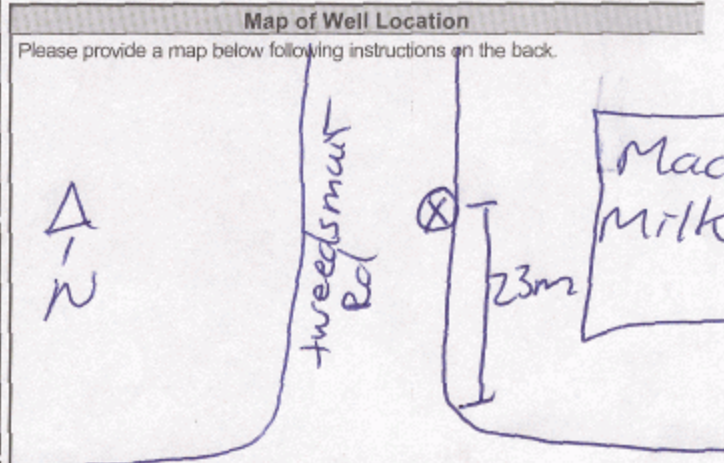 Map of Well Location
Please provide a map below following instructions on the back.
tweedsmuir
Rd
N
X
23m
Mac
Milk